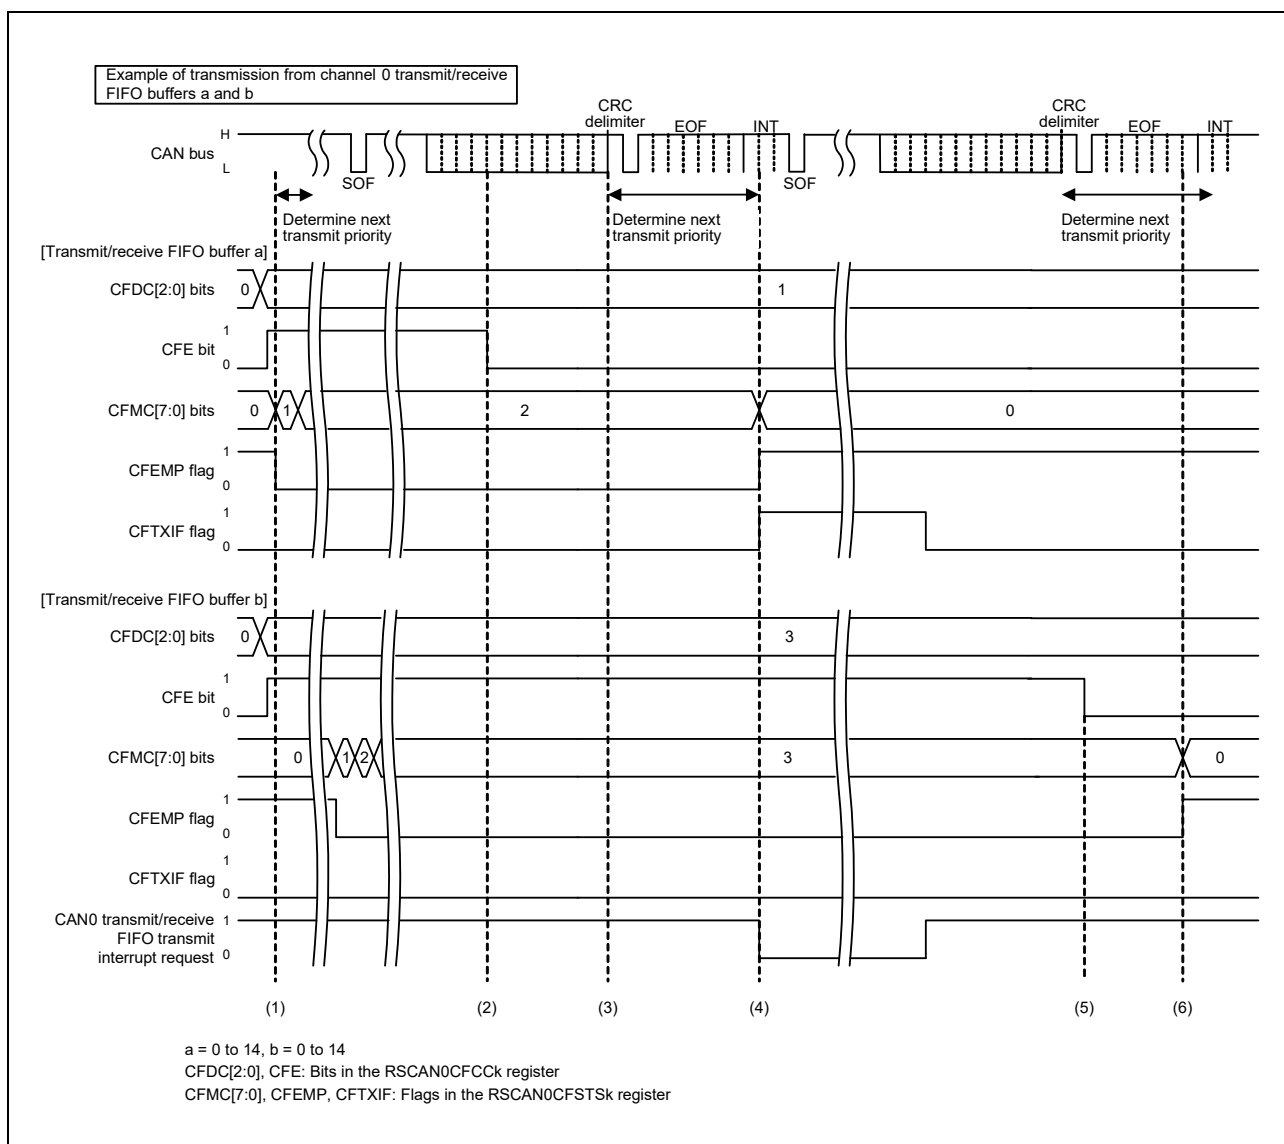 Example of transmission from channel 0 transmit/receive
FIFO buffers a and b
CRC
delimiter
EOF
INT
CRC
delimiter
EOF
INT
H
CAN bus
L
SOF
SOF
Determine next
transmit priority
Determine next
transmit priority
Determine next
transmit priority
[Transmit/receive FIFO buffer a]
CFDC[2:0] bits
0
1
1
CFE bit
0
CFMC[7:0] bits
0
1
2
0
1
CFEMP flag
0
1
CFTXIF flag
0
[Transmit/receive FIFO buffer b]
CFDC[2:0] bits
0
3
1
CFE bit
0
CFMC[7:0] bits
0
1
2
3
0
1
CFEMP flag
0
1
CFTXIF flag
0
CAN0 transmit/receive
1
FIFO transmit
interrupt request
0
(1)
(2)
(3)
(4)
(5)
(6)
a = 0 to 14, b = 0 to 14
CFDC[2:0], CFE: Bits in the RSCAN0CFCCk register
CFMC[7:0], CFEMP, CFTXIF: Flags in the RSCAN0CFSTSk register